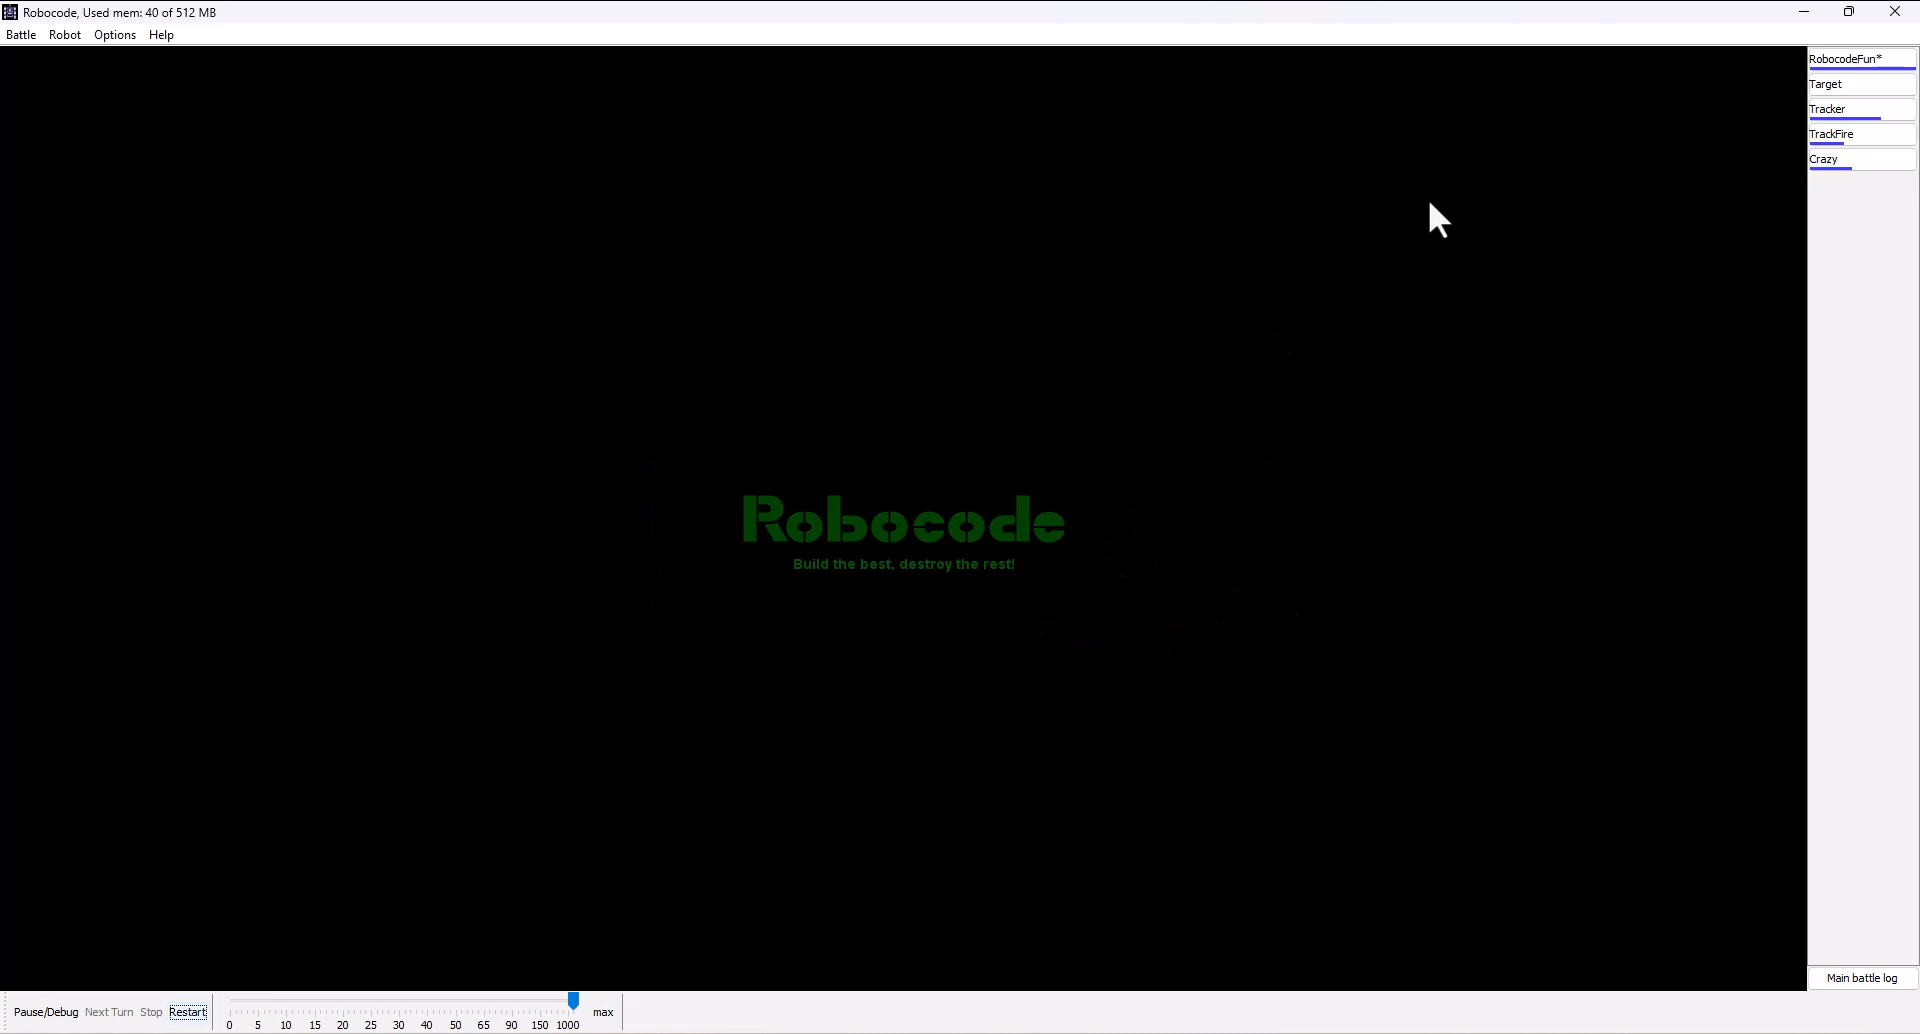 Robocode, Used mem: 40 of 512 MB
Battle Robot Options Help
RobocodeFun*
Target
Tracker
TrackFire
Crazy
Robocode
Build the best, destroy the rest!
Main battle log
Pause/Debug Next Turn Stop Restart
0 5 10 15 20 25 30 40 50 65 90 150 1000
max